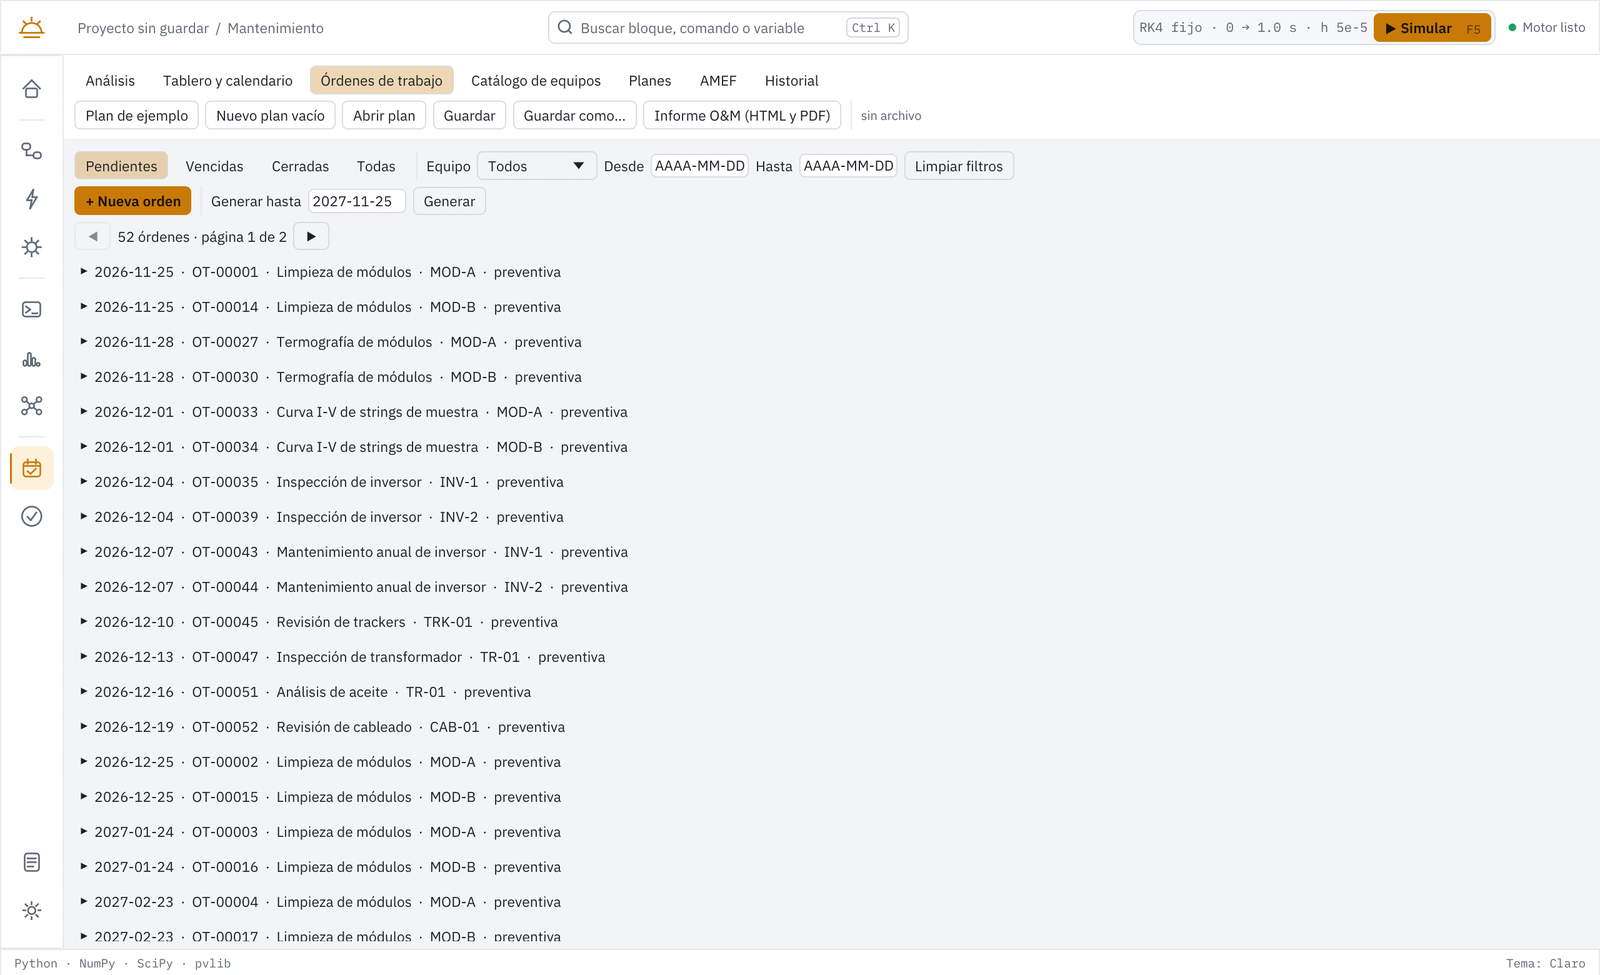 Proyecto sin guardar / Mantenimiento
Buscar bloque, comando o variable Ctrl K
RK4 fijo · 0 → 1.0 s · h 5e-5 ▶ Simular F5 ● Motor listo
Análisis Tablero y calendario Órdenes de trabajo Catálogo de equipos Planes AMEF Historial
Plan de ejemplo Nuevo plan vacío Abrir plan Guardar Guardar como... Informe O&M (HTML y PDF) sin archivo
Pendientes Vencidas Cerradas Todas Equipo Todos ▼ Desde AAAA-MM-DD Hasta AAAA-MM-DD Limpiar filtros
+ Nueva orden Generar hasta 2027-11-25 Generar
◀ 52 órdenes · página 1 de 2 ▶
▸ 2026-11-25 · OT-00001 · Limpieza de módulos · MOD-A · preventiva
▸ 2026-11-25 · OT-00014 · Limpieza de módulos · MOD-B · preventiva
▸ 2026-11-28 · OT-00027 · Termografía de módulos · MOD-A · preventiva
▸ 2026-11-28 · OT-00030 · Termografía de módulos · MOD-B · preventiva
▸ 2026-12-01 · OT-00033 · Curva I-V de strings de muestra · MOD-A · preventiva
▸ 2026-12-01 · OT-00034 · Curva I-V de strings de muestra · MOD-B · preventiva
▸ 2026-12-04 · OT-00035 · Inspección de inversor · INV-1 · preventiva
▸ 2026-12-04 · OT-00039 · Inspección de inversor · INV-2 · preventiva
▸ 2026-12-07 · OT-00043 · Mantenimiento anual de inversor · INV-1 · preventiva
▸ 2026-12-07 · OT-00044 · Mantenimiento anual de inversor · INV-2 · preventiva
▸ 2026-12-10 · OT-00045 · Revisión de trackers · TRK-01 · preventiva
▸ 2026-12-13 · OT-00047 · Inspección de transformador · TR-01 · preventiva
▸ 2026-12-16 · OT-00051 · Análisis de aceite · TR-01 · preventiva
▸ 2026-12-19 · OT-00052 · Revisión de cableado · CAB-01 · preventiva
▸ 2026-12-25 · OT-00002 · Limpieza de módulos · MOD-A · preventiva
▸ 2026-12-25 · OT-00015 · Limpieza de módulos · MOD-B · preventiva
▸ 2027-01-24 · OT-00003 · Limpieza de módulos · MOD-A · preventiva
▸ 2027-01-24 · OT-00016 · Limpieza de módulos · MOD-B · preventiva
▸ 2027-02-23 · OT-00004 · Limpieza de módulos · MOD-A · preventiva
▸ 2027-02-23 · OT-00017 · Limpieza de módulos · MOD-B · preventiva
Python · NumPy · SciPy · pvlib
Tema: Claro